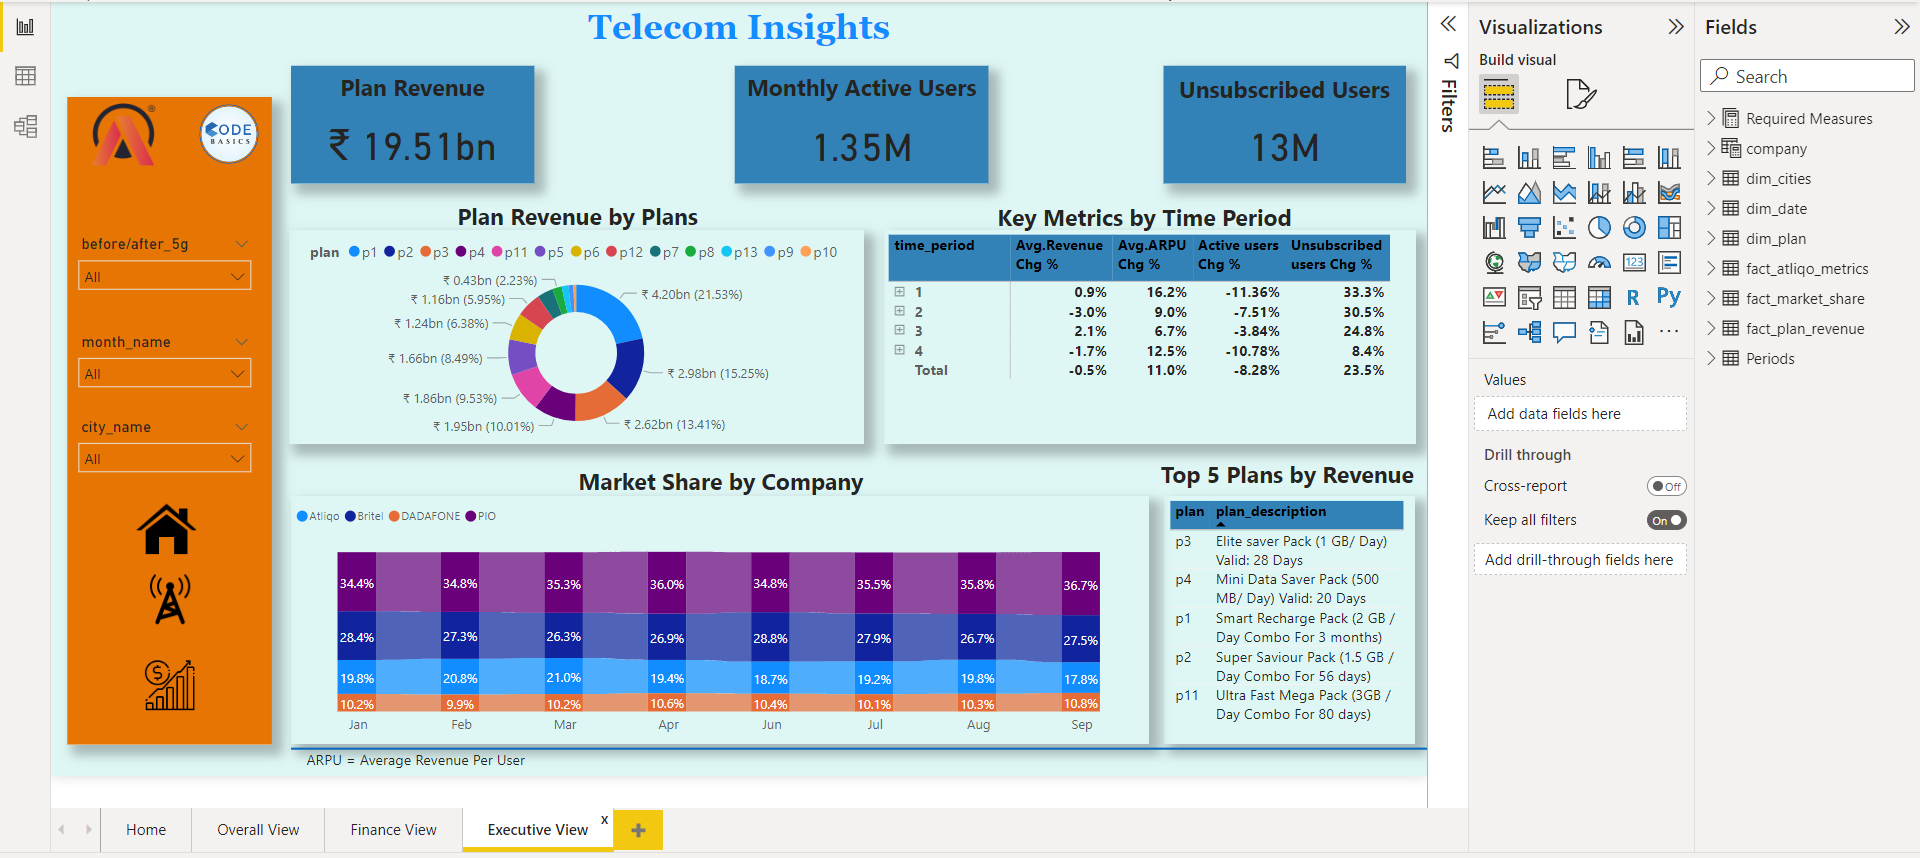 Telecom Insights
Plan Revenue
₹ 19.51bn
Monthly Active Users
1.35M
Unsubscribed Users
13M
CODE
BASICS
before/after_5g
All
month_name
All
city_name
All
Plan Revenue by Plans
plan p1 p2 p3 p4 p11 p5 p6 p12 p7 p8 p13 p9 p10
₹ 0.43bn (2.23%)
₹ 1.16bn (5.95%)
₹ 1.24bn (6.38%)
₹ 1.66bn (8.49%)
₹ 1.86bn (9.53%)
₹ 1.95bn (10.01%)
₹ 4.20bn (21.53%)
₹ 2.98bn (15.25%)
₹ 2.62bn (13.41%)
Key Metrics by Time Period
time_period Avg.Revenue Chg % Avg.ARPU Chg % Active users Chg % Unsubscribed users Chg %
1 0.9% 16.2% -11.36% 33.3%
2 -3.0% 9.0% -7.51% 30.5%
3 2.1% 6.7% -3.84% 24.8%
4 -1.7% 12.5% -10.78% 8.4%
Total -0.5% 11.0% -8.28% 23.5%
Market Share by Company
Atliqo Britel DADAFONE PIO
34.4% 34.8% 35.3% 36.0% 34.8% 35.5% 35.8% 36.7%
28.4% 27.3% 26.3% 26.9% 28.8% 27.9% 26.7% 27.5%
19.8% 20.8% 21.0% 19.4% 18.7% 19.2% 19.8% 17.8%
10.2% 9.9% 10.2% 10.6% 10.4% 10.1% 10.3% 10.8%
Jan Feb Mar Apr Jun Jul Aug Sep
Top 5 Plans by Revenue
plan plan_description
p3 Elite saver Pack (1 GB/ Day)
Valid: 28 Days
p4 Mini Data Saver Pack (500
MB/ Day) Valid: 20 Days
p1 Smart Recharge Pack (2 GB /
Day Combo For 3 months)
p2 Super Saviour Pack (1.5 GB /
Day Combo For 56 days)
p11 Ultra Fast Mega Pack (3GB /
Day Combo For 80 days)
ARPU = Average Revenue Per User
Home Overall View Finance View Executive View x +
Filters
Visualizations
Build visual
123
R Py
...
Values
Add data fields here
Drill through
Cross-report Off
Keep all filters On
Add drill-through fields here
Fields
Search
Required Measures
company
dim_cities
dim_date
dim_plan
fact_atliqo_metrics
fact_market_share
fact_plan_revenue
Periods